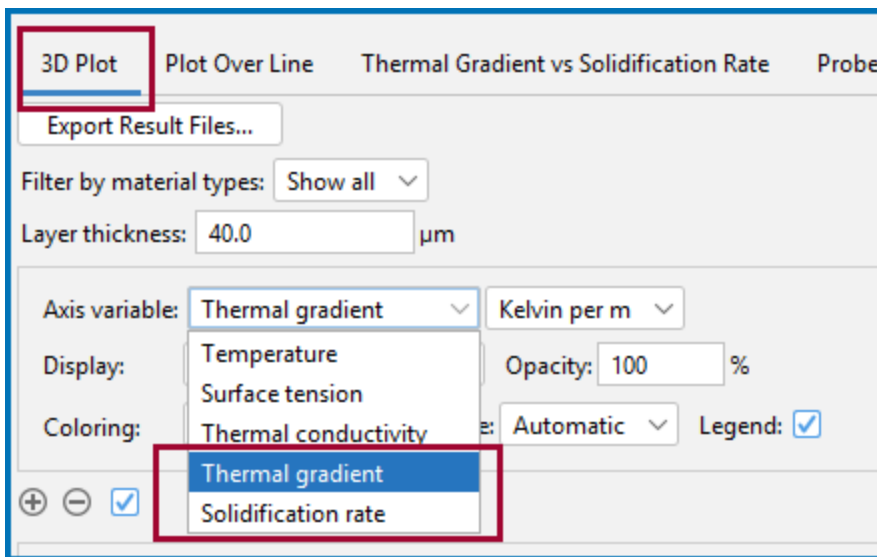 3D Plot Plot Over Line Thermal Gradient vs Solidification Rate Probe
Export Result Files...
Filter by material types: Show all
Layer thickness: 40.0 µm
Axis variable: Thermal gradient Kelvin per m
Temperature
Display: Opacity: 100 %
Surface tension
Coloring: Thermal conductivity e: Automatic Legend:
Thermal gradient
Solidification rate